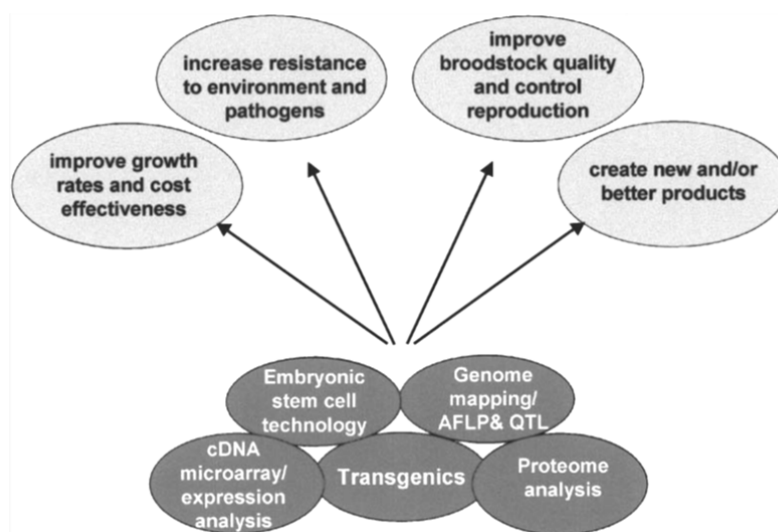 increase resistance
to environment and
pathogens
improve
broodstock quality
and control
reproduction
improve growth
rates and cost
effectiveness
create new and/or
better products
Embryonic
stem cell
technology
Genome
mapping/
AFLP& QTL
cDNA
microarray/
expression
analysis
Transgenics
Proteome
analysis